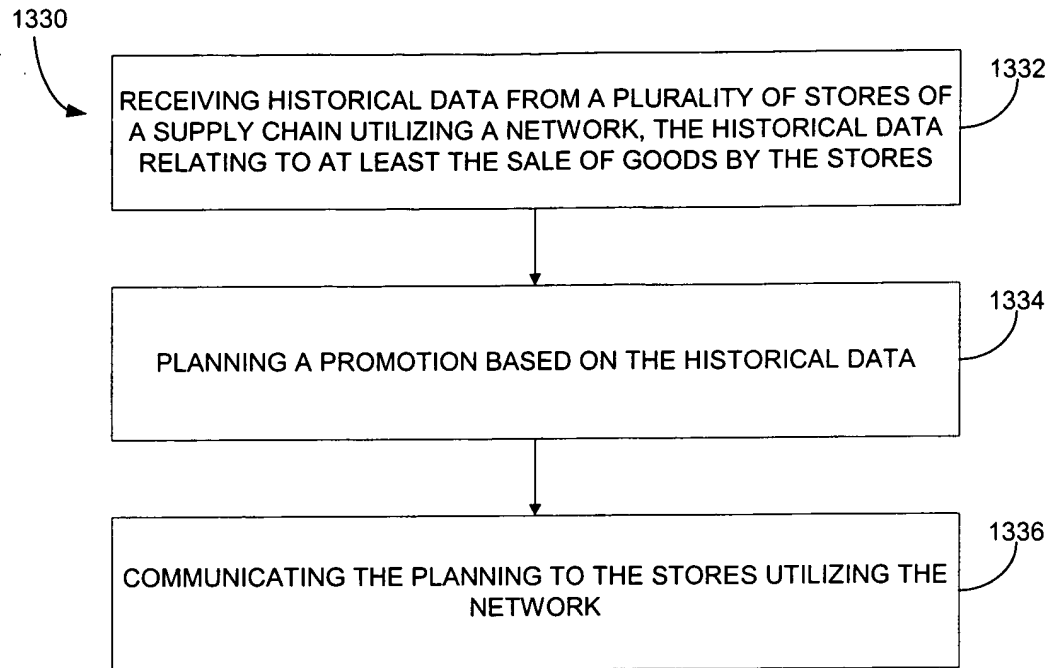 1330
1332
RECEIVING HISTORICAL DATA FROM A PLURALITY OF STORES OF
A SUPPLY CHAIN UTILIZING A NETWORK, THE HISTORICAL DATA
RELATING TO AT LEAST THE SALE OF GOODS BY THE STORES
1334
PLANNING A PROMOTION BASED ON THE HISTORICAL DATA
1336
COMMUNICATING THE PLANNING TO THE STORES UTILIZING THE
NETWORK